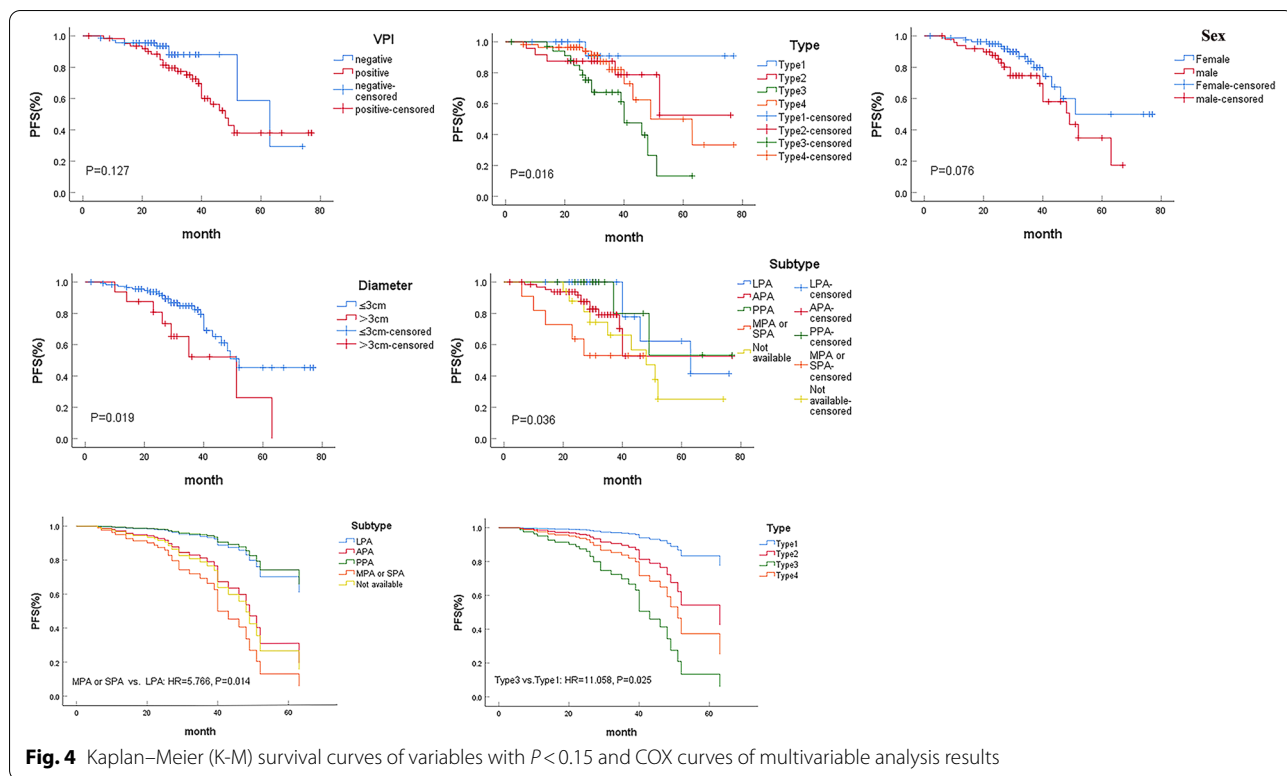 VPI
negative
positive
negative-
censored
positive-censored
PFS(%)
1.0
0.8
0.6
0.4
0.2
0.0
P=0.127
0 20 40 60 80
month
Type
Type1
Type2
Type3
Type4
Type1-censored
Type2-censored
Type3-censored
Type4-censored
PFS(%)
1.0
0.8
0.6
0.4
0.2
0.0
P=0.016
0 20 40 60 80
month
Sex
Female
male
Female-censored
male-censored
PFS(%)
1.0
0.8
0.6
0.4
0.2
0.0
P=0.076
0 20 40 60 80
month
Diameter
≤3cm
>3cm
≤3cm-censored
>3cm-censored
PFS(%)
1.0
0.8
0.6
0.4
0.2
0.0
P=0.019
0 20 40 60 80
month
Subtype
LPA
APA
PPA
MPA or
SPA
Not
available
LPA-
censored
APA-
censored
PPA-
censored
MPA or
SPA-
censored
Not
available-
censored
PFS(%)
1.0
0.8
0.6
0.4
0.2
0.0
P=0.036
0 20 40 60 80
month
Subtype
LPA
APA
PPA
MPA or SPA
Not available
PFS(%)
1.0
0.8
0.6
0.4
0.2
0.0
MPA or SPA vs. LPA: HR=5.766, P=0.014
0 20 40 60
month
Type
Type1
Type2
Type3
Type4
PFS(%)
1.0
0.8
0.6
0.4
0.2
0.0
Type3 vs.Type1: HR=11.058, P=0.025
0 20 40 60
month
Fig. 4 Kaplan–Meier (K-M) survival curves of variables with P < 0.15 and COX curves of multivariable analysis results